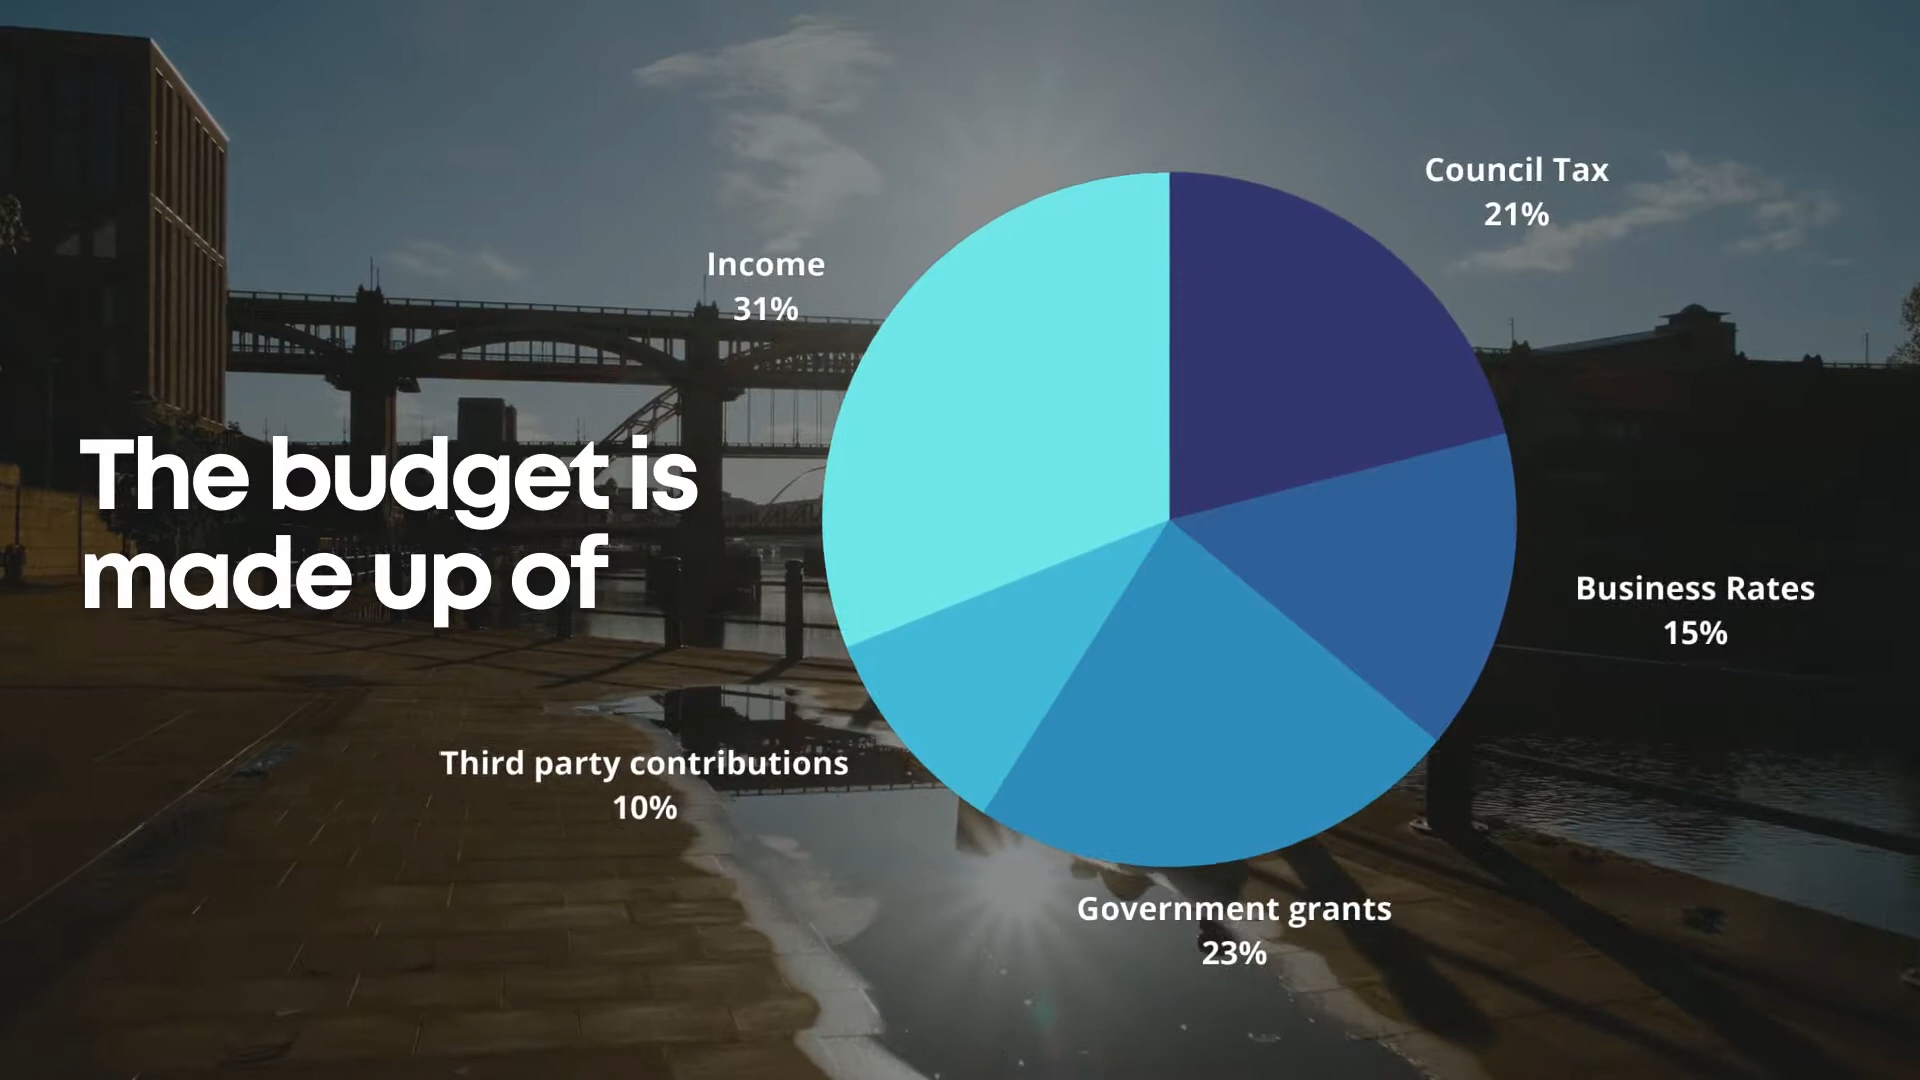 The budget is
made up of
Council Tax
21%
Business Rates
15%
Government grants
23%
Third party contributions
10%
Income
31%